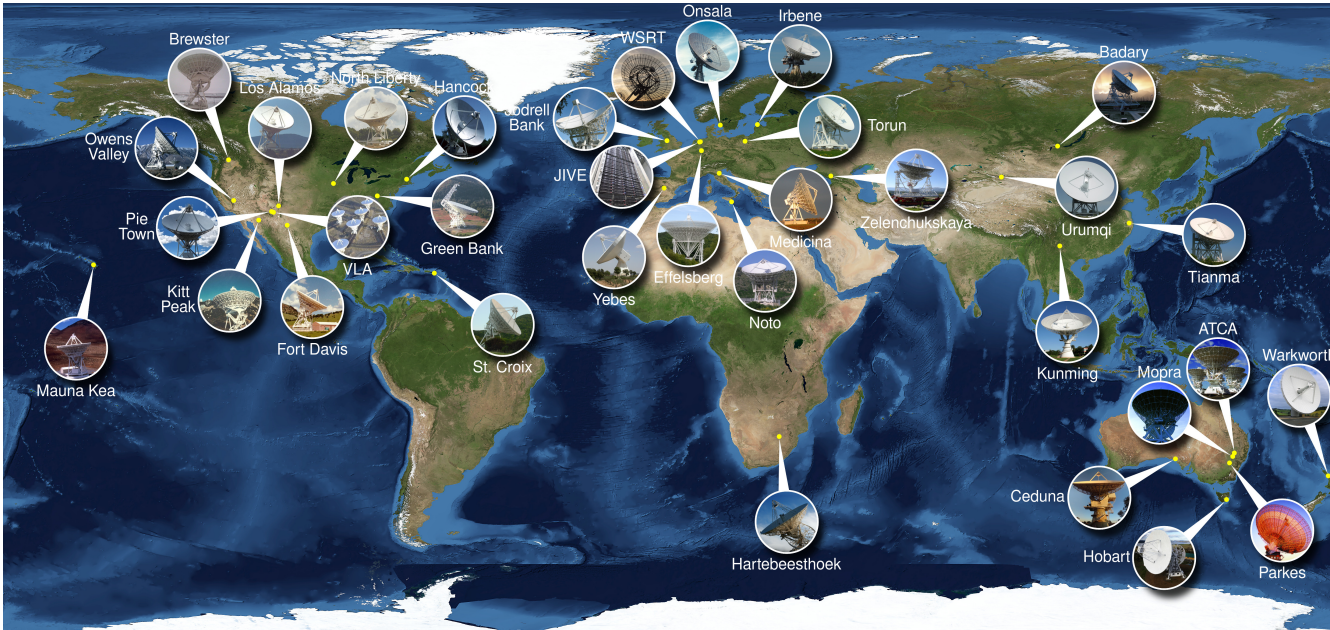 Onsala
Irbene
WSRT
Brewster
Badary
North Liberty
Los Alamos
Hancock
Jodrell
Bank
Torun
Owens
Valley
JIVE
Pie
Town
Green Bank
Zelenchukskaya
Urumqi
VLA
Medicina
Effelsberg
Tianma
Kitt
Peak
Yebes
Noto
ATCA
Fort Davis
St. Croix
Warkworth
Mauna Kea
Kunming
Mopra
Ceduna
Hobart
Hartebeesthoek
Parkes